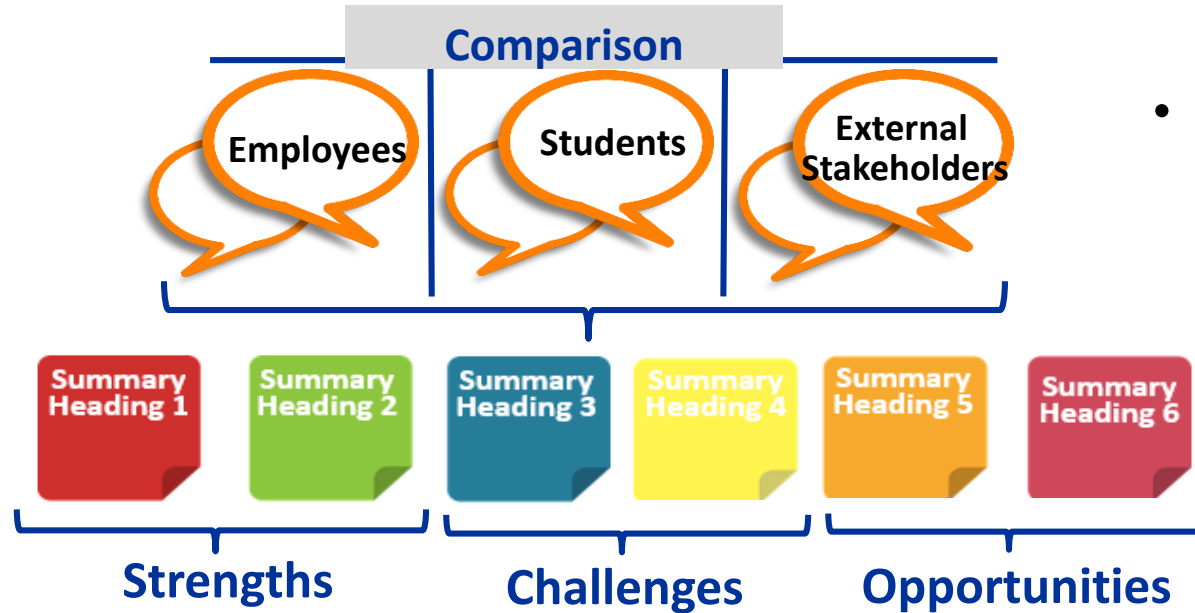 Comparison
Employees
Students
External
Stakeholders
•
Summary
Heading 1
Summary
Heading 2
Summary
Heading 3
Summary
Heading 4
Summary
Heading 5
Summary
Heading 6
Strengths
Challenges
Opportunities